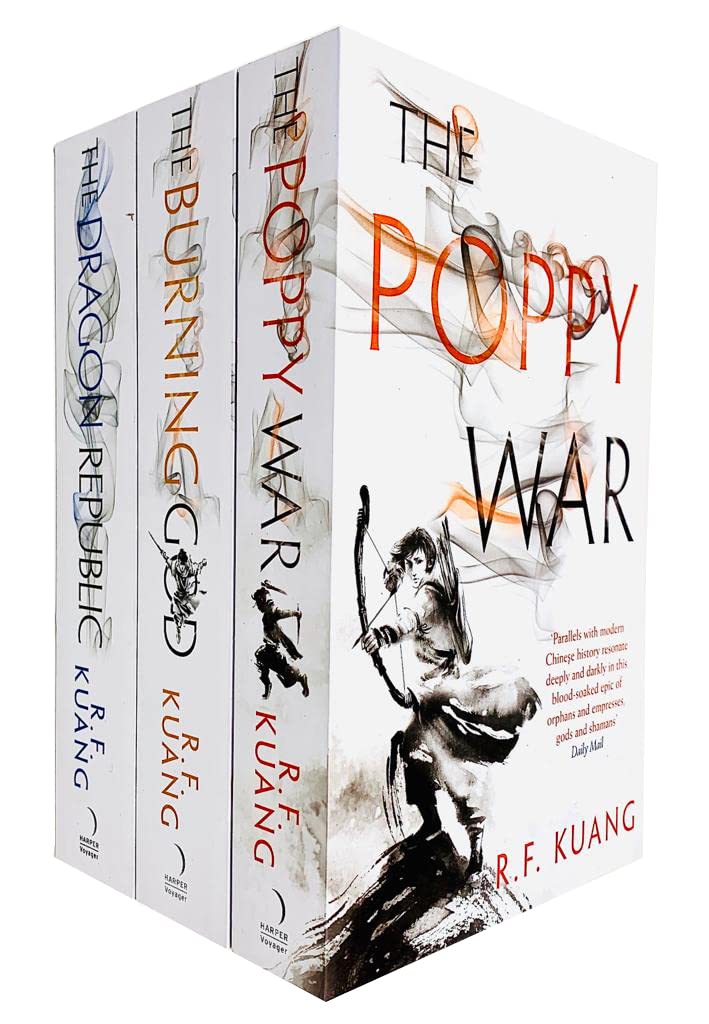 THE DRAGON REPUBLIC
R.F.
KUANG
HARPER
Voyager
THE BURNING GOD
R.F.
KUANG
HARPER
Voyager
THE POPPY WAR
R.F.
KUANG
HARPER
Voyager
THE
POPPY
WAR
'Parallels with modern
Chinese history resonate
deeply and darkly in this
blood-soaked epic of
orphans and empresses,
gods and shamans'
Daily Mail
R.F. KUANG